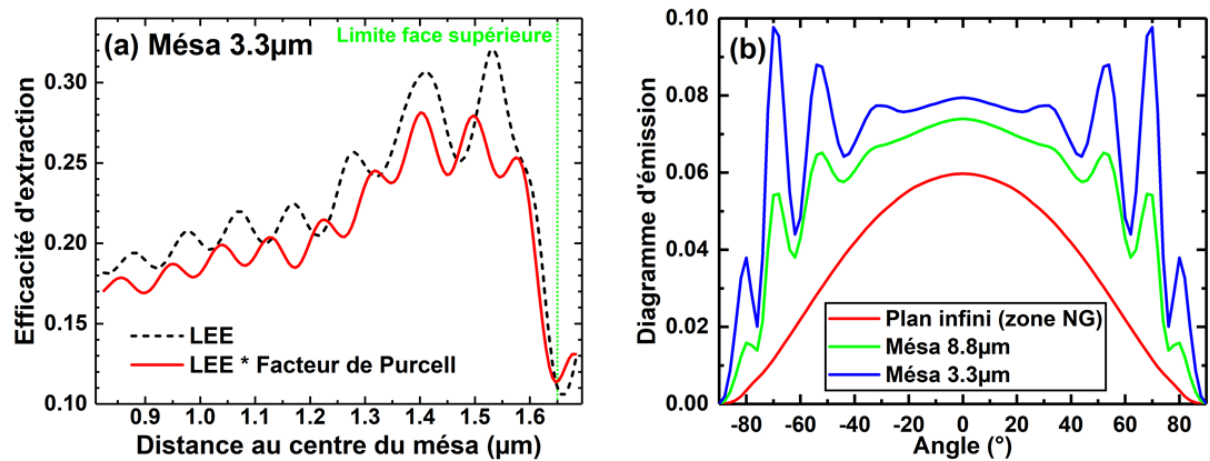 (a) Mésa 3.3µm
Limite face supérieure
Efficacité d'extraction
0.30
0.25
0.20
0.15
0.10
LEE
LEE * Facteur de Purcell
0.9 1.0 1.1 1.2 1.3 1.4 1.5 1.6
Distance au centre du mésa (µm)
(b)
Diagramme d'émission
0.10
0.08
0.06
0.04
0.02
0.00
Plan infini (zone NG)
Mésa 8.8µm
Mésa 3.3µm
-80 -60 -40 -20 0 20 40 60 80
Angle (°)